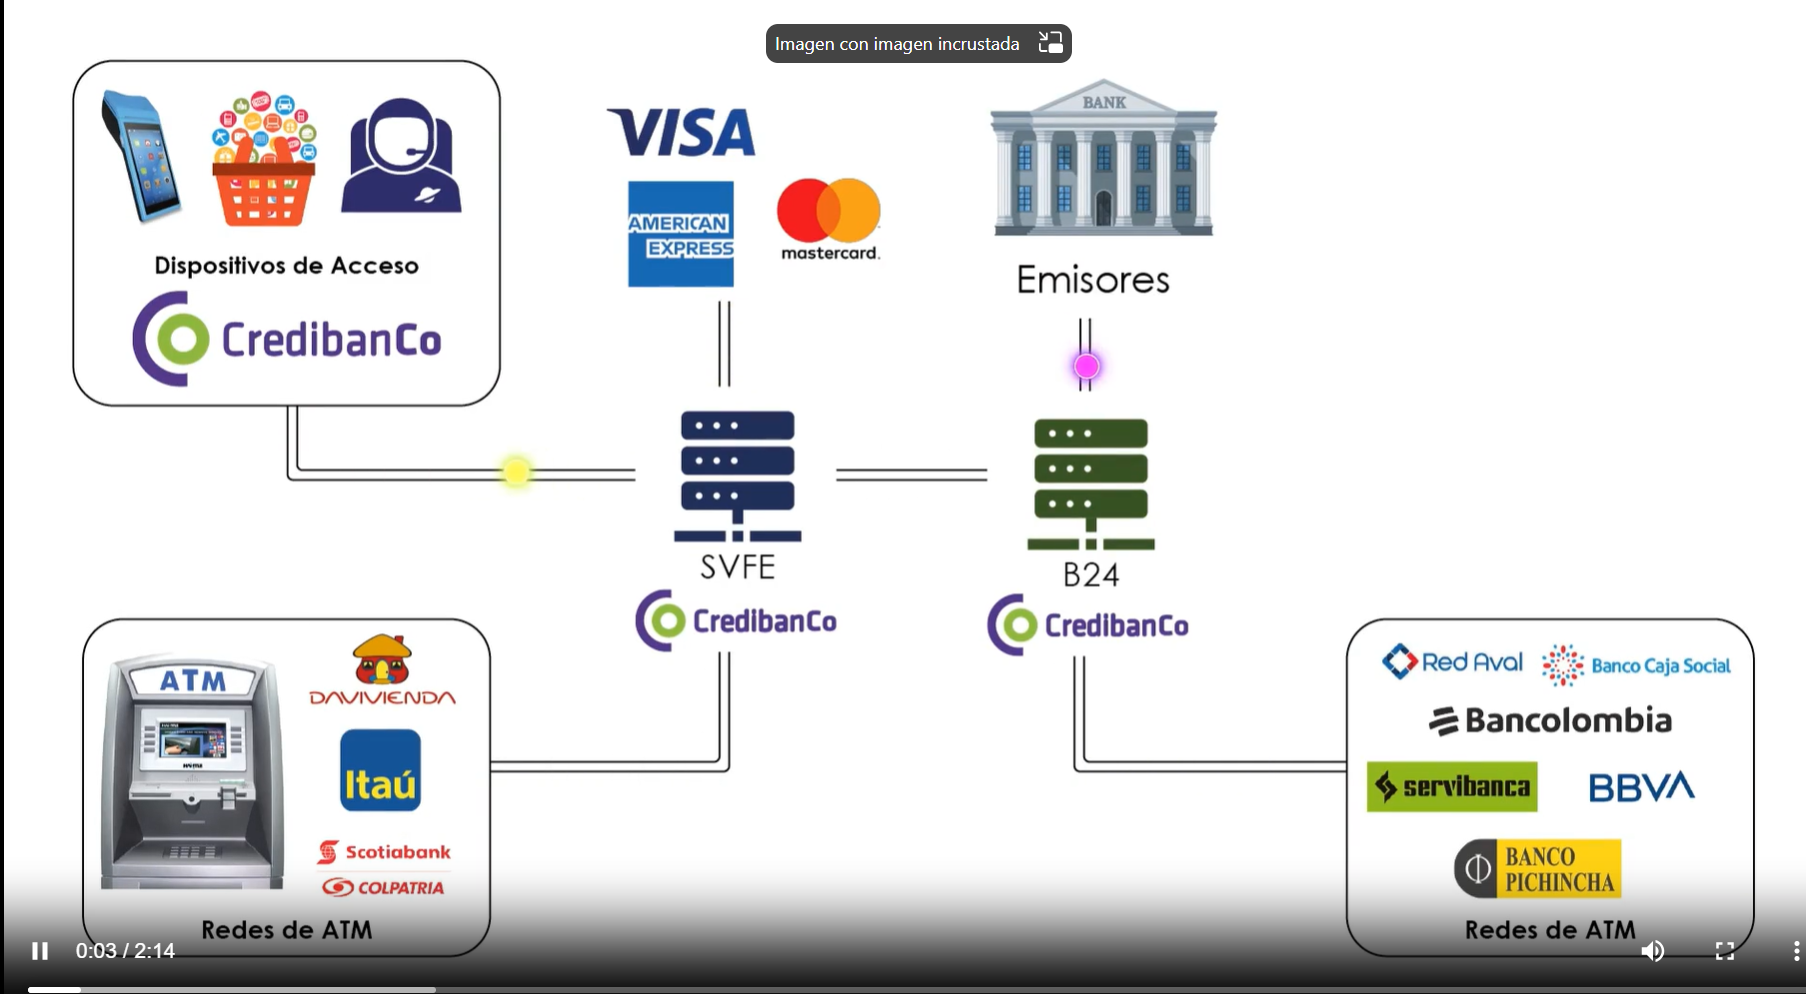 Imagen con imagen incrustada
Dispositivos de Acceso
CredibanCo
VISA
AMERICAN
EXPRESS
mastercard.
BANK
Emisores
SVFE
CredibanCo
B24
CredibanCo
ATM
DAVIVIENDA
Itaú
Scotiabank
COLPATRIA
Redes de ATM
Red Aval
Banco Caja Social
Bancolombia
servibanca
BBVA
BANCO
PICHINCHA
Redes de ATM
0:03 / 2:14